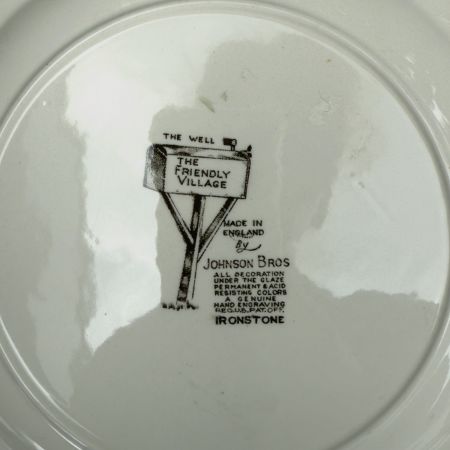 THE WELL
THE
FRIENDLY
VILLAGE
MADE IN
ENGLAND
By
JOHNSON BROS
ALL DECORATION
UNDER THE GLAZE
PERMANENT & ACID
RESISTING COLORS
A GENUINE
HAND ENGRAVING
REG.U.S.PAT.OFF.
IRONSTONE